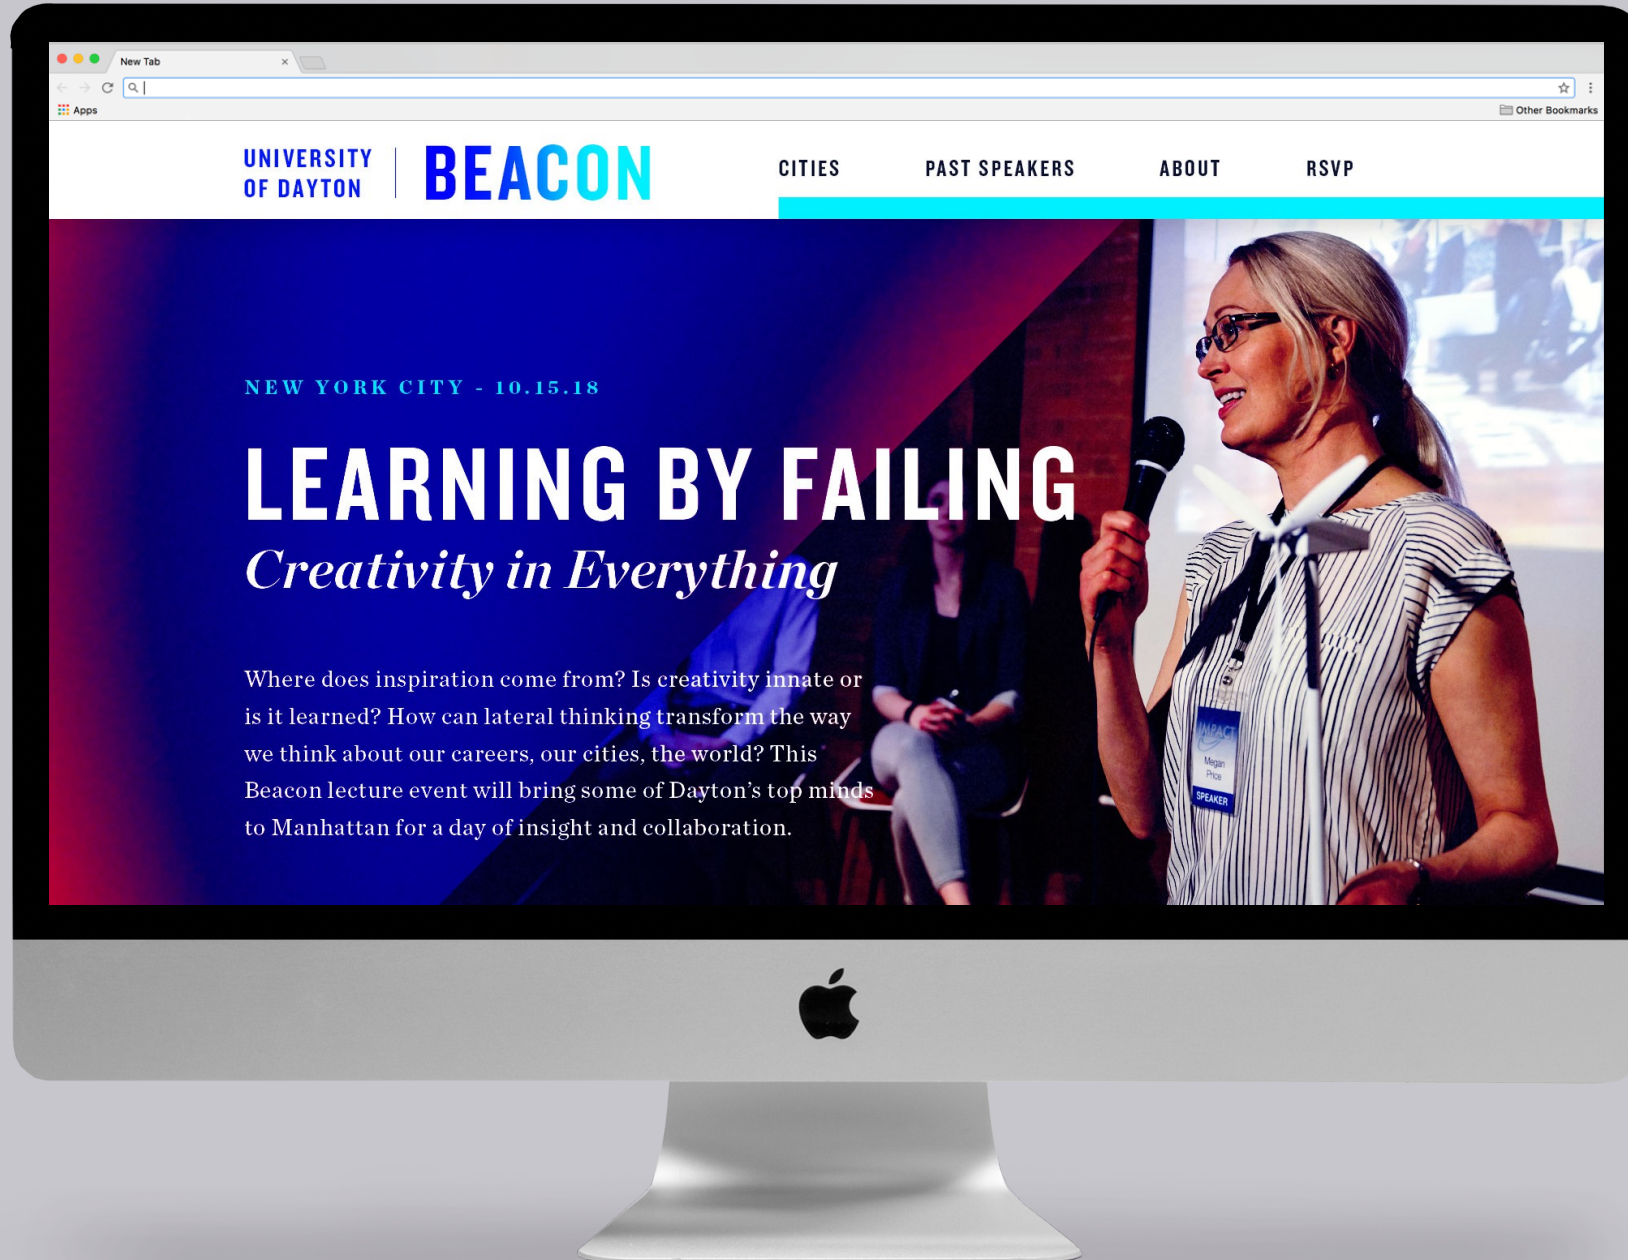 New Tab
Apps
Other Bookmarks
UNIVERSITY
OF DAYTON
BEACON
CITIES
PAST SPEAKERS
ABOUT
RSVP
NEW YORK CITY - 10.15.18
LEARNING BY FAILING
Creativity in Everything
Where does inspiration come from? Is creativity innate or
is it learned? How can lateral thinking transform the way
we think about our careers, our cities, the world? This
Beacon lecture event will bring some of Dayton’s top minds
to Manhattan for a day of insight and collaboration.
IMPACT
Megan
Price
SPEAKER